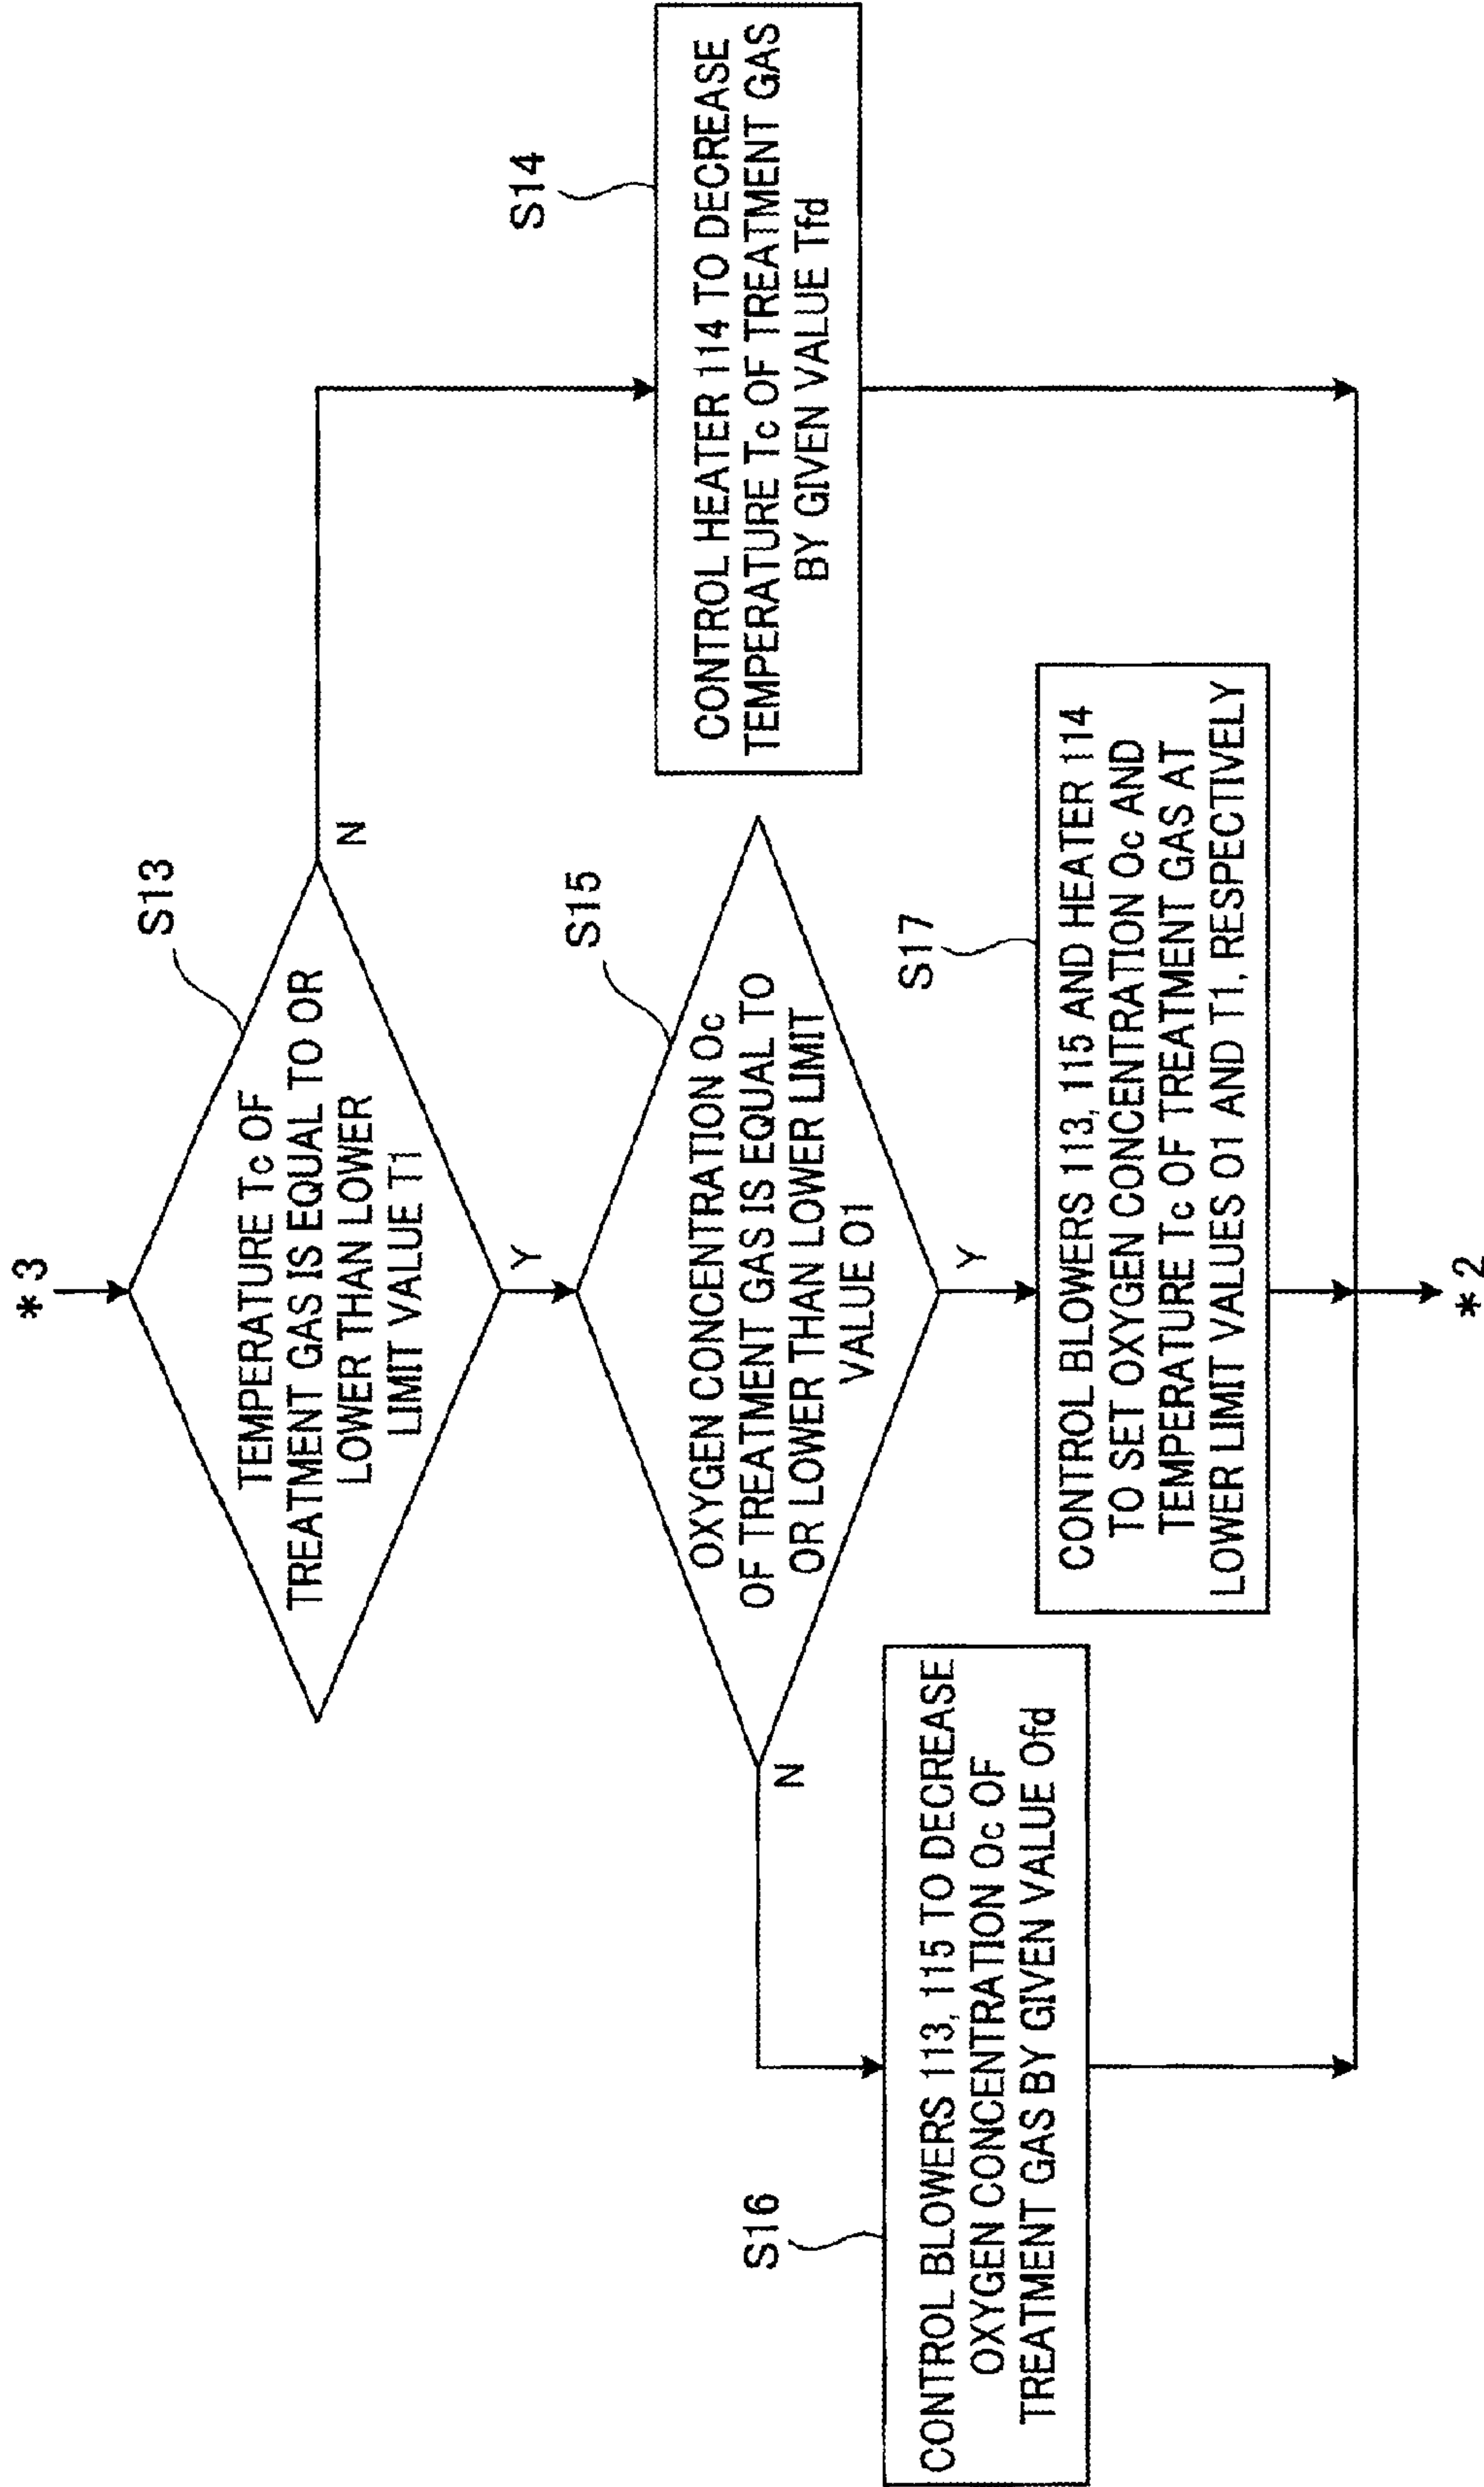 *3
S13
TEMPERATURE Tc OF
TREATMENT GAS IS EQUAL TO OR
LOWER THAN LOWER
LIMIT VALUE T1
N
Y
S14
CONTROL HEATER 114 TO DECREASE
TEMPERATURE Tc OF TREATMENT GAS
BY GIVEN VALUE Tfd
S15
OXYGEN CONCENTRATION Oc
OF TREATMENT GAS IS EQUAL TO
OR LOWER THAN LOWER LIMIT
VALUE O1
N
Y
S16
CONTROL BLOWERS 113, 115 TO DECREASE
OXYGEN CONCENTRATION Oc OF
TREATMENT GAS BY GIVEN VALUE Ofd
S17
CONTROL BLOWERS 113, 115 AND HEATER 114
TO SET OXYGEN CONCENTRATION Oc AND
TEMPERATURE Tc OF TREATMENT GAS AT
LOWER LIMIT VALUES O1 AND T1, RESPECTIVELY
*2